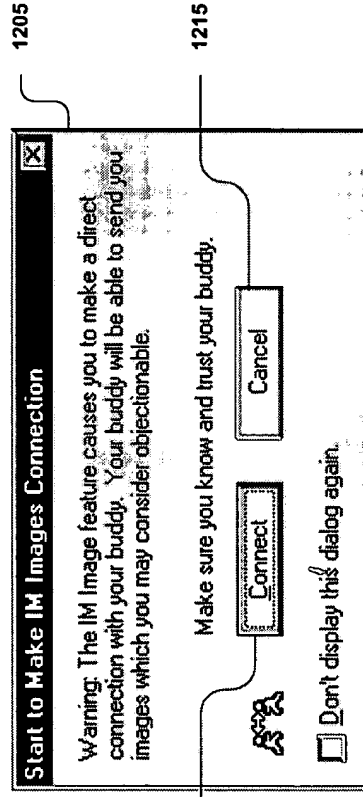 Start to Make IM Images Connection
Warning: The IM Image feature causes you to make a direct
connection with your buddy. Your buddy will be able to send you
images which you may consider objectionable.
Make sure you know and trust your buddy.
Connect
Cancel
Don't display this dialog again.
1205
1215